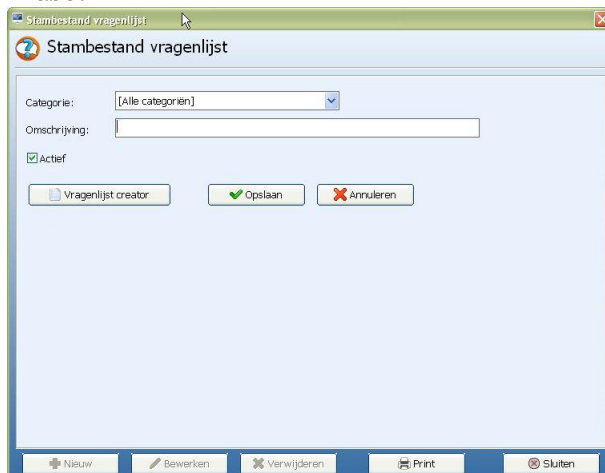 Stambestand vragenlijst
Stambestand vragenlijst
Categorie: [Alle categoriën]
Omschrijving:
Actief
Vragenlijst creator Opslaan Annuleren
Nieuw Bewerken Verwijderen Print Sluiten